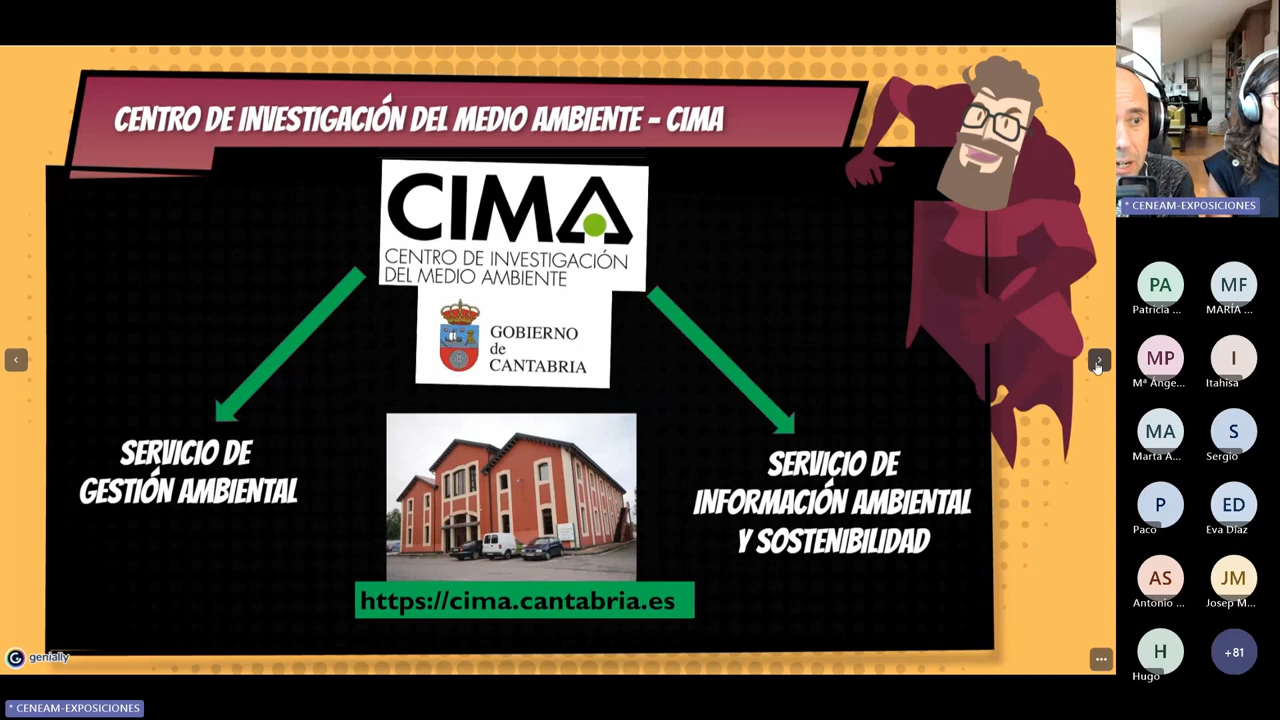 CENTRO DE INVESTIGACIÓN DEL MEDIO AMBIENTE - CIMA
CIMA
CENTRO DE INVESTIGACIÓN
DEL MEDIO AMBIENTE
GOBIERNO
de
CANTABRIA
SERVICIO DE
GESTIÓN AMBIENTAL
SERVICIO DE
INFORMACIÓN AMBIENTAL
Y SOSTENIBILIDAD
https://cima.cantabria.es
genially
* CENEAM-EXPOSICIONES
* CENEAM-EXPOSICIONES
PA
Patricia ...
MF
MARÍA ...
MP
Mª Ánge...
I
Itahisa
MA
Marta A...
S
Sergio
P
Paco
ED
Eva Díaz
AS
Antonio ...
JM
Josep M...
H
Hugo
+81